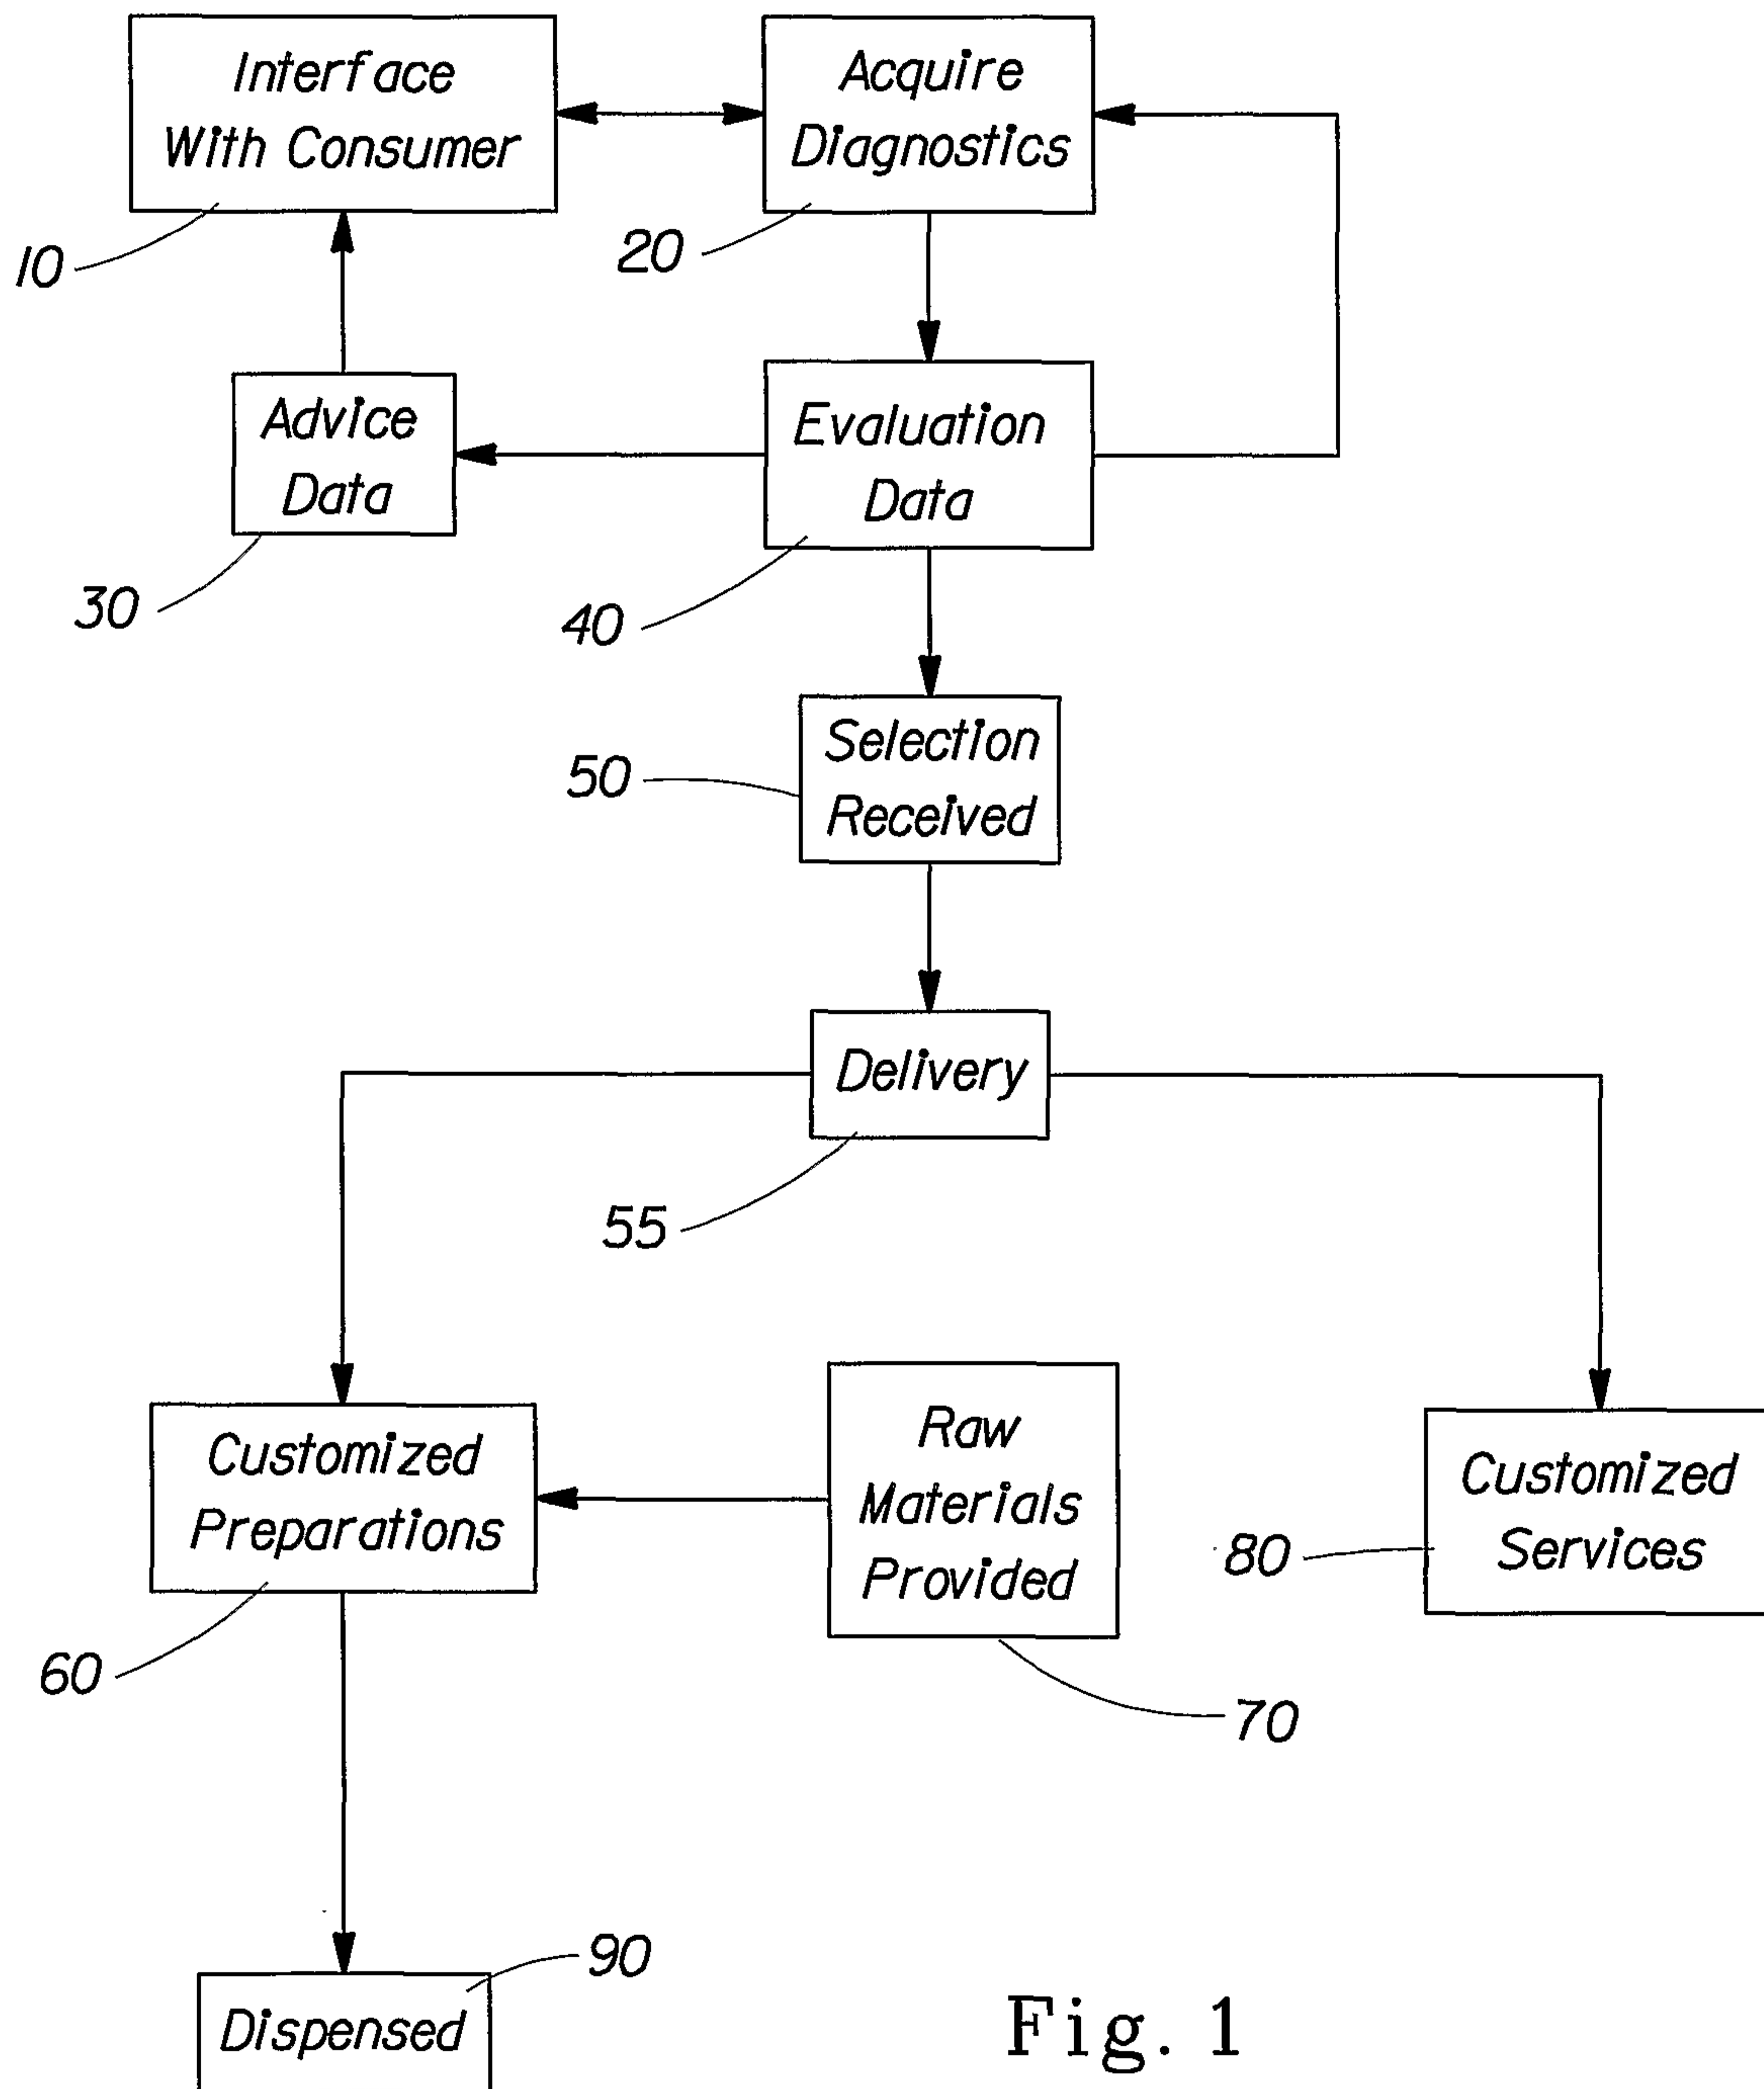 Interface
With Consumer
Acquire
Diagnostics
10
20
Advice
Data
Evaluation
Data
30
40
Selection
Received
50
Delivery
55
Customized
Preparations
Raw
Materials
Provided
Customized
Services
80
60
70
90
Dispensed
Fig. 1